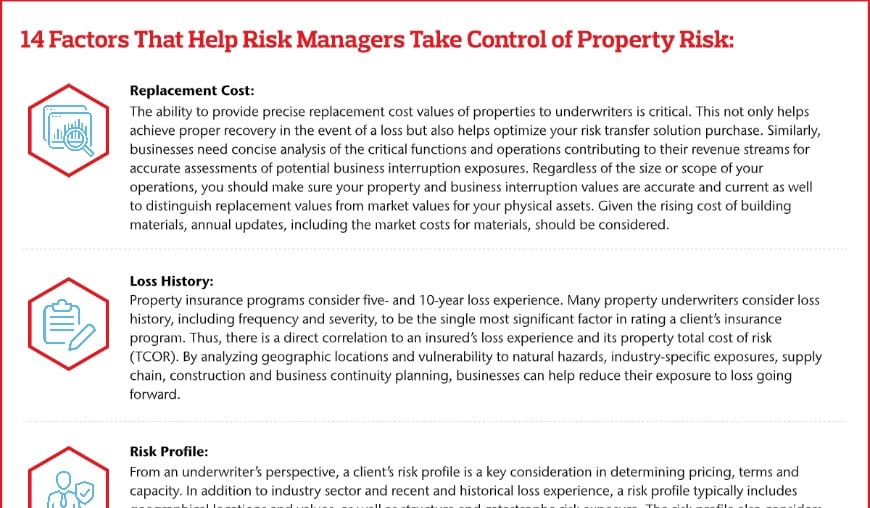 14 Factors That Help Risk Managers Take Control of Property Risk:
Replacement Cost:
The ability to provide precise replacement cost values of properties to underwriters is critical. This not only helps
achieve proper recovery in the event of a loss but also helps optimize your risk transfer solution purchase. Similarly,
businesses need concise analysis of the critical functions and operations contributing to their revenue streams for
accurate assessments of potential business interruption exposures. Regardless of the size or scope of your
operations, you should make sure your property and business interruption values are accurate and current as well
to distinguish replacement values from market values for your physical assets. Given the rising cost of building
materials, annual updates, including the market costs for materials, should be considered.
Loss History:
Property insurance programs consider five- and 10-year loss experience. Many property underwriters consider loss
history, including frequency and severity, to be the single most significant factor in rating a client's insurance
program. Thus, there is a direct correlation to an insured's loss experience and its property total cost of risk
(TCOR). By analyzing geographic locations and vulnerability to natural hazards, industry-specific exposures, supply
chain, construction and business continuity planning, businesses can help reduce their exposure to loss going
forward.
Risk Profile:
From an underwriter's perspective, a client's risk profile is a key consideration in determining pricing, terms and
capacity. In addition to industry sector and recent and historical loss experience, a risk profile typically includes